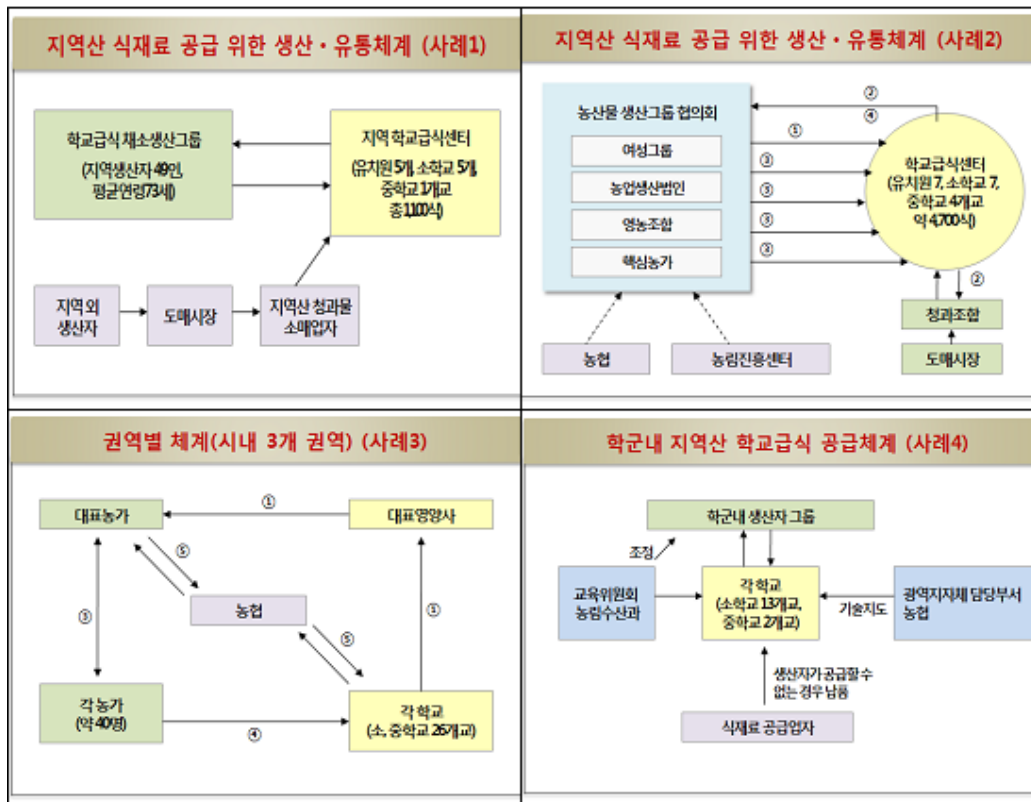 지역산 식재료 공급 위한 생산·유통체계 (사례1)
학교급식 채소생산그룹
(지역생산자 49인,
평균연령73세)
지역 학교급식센터
(유치원 5개, 소학교 5개,
중학교 1개교
총1,100식)
지역 외
생산자
도매시장
지역산 청과물
소매업자
지역산 식재료 공급 위한 생산·유통체계 (사례2)
농산물 생산그룹 협의회
여성그룹
농업생산법인
영농조합
핵심농가
②
④
①
③
③
③
③
학교급식센터
(유치원 7, 소학교 7,
중학교 4개교
약 4,700식)
②
청과조합
도매시장
농협
농림진흥센터
권역별 체계(시내 3개 권역) (사례3)
대표농가
①
대표영양사
⑤
③
농협
①
⑤
각 농가
(약 40명)
④
각 학교
(소, 중학교 26개교)
학군내 지역산 학교급식 공급체계 (사례4)
학군내 생산자 그룹
조정
교육위원회
농림수산과
각 학교
(소학교 13개교,
중학교 2개교)
기술지도
광역지자체 담당부서
농협
생산자가 공급할 수
없는 경우 납품
식재료 공급업자